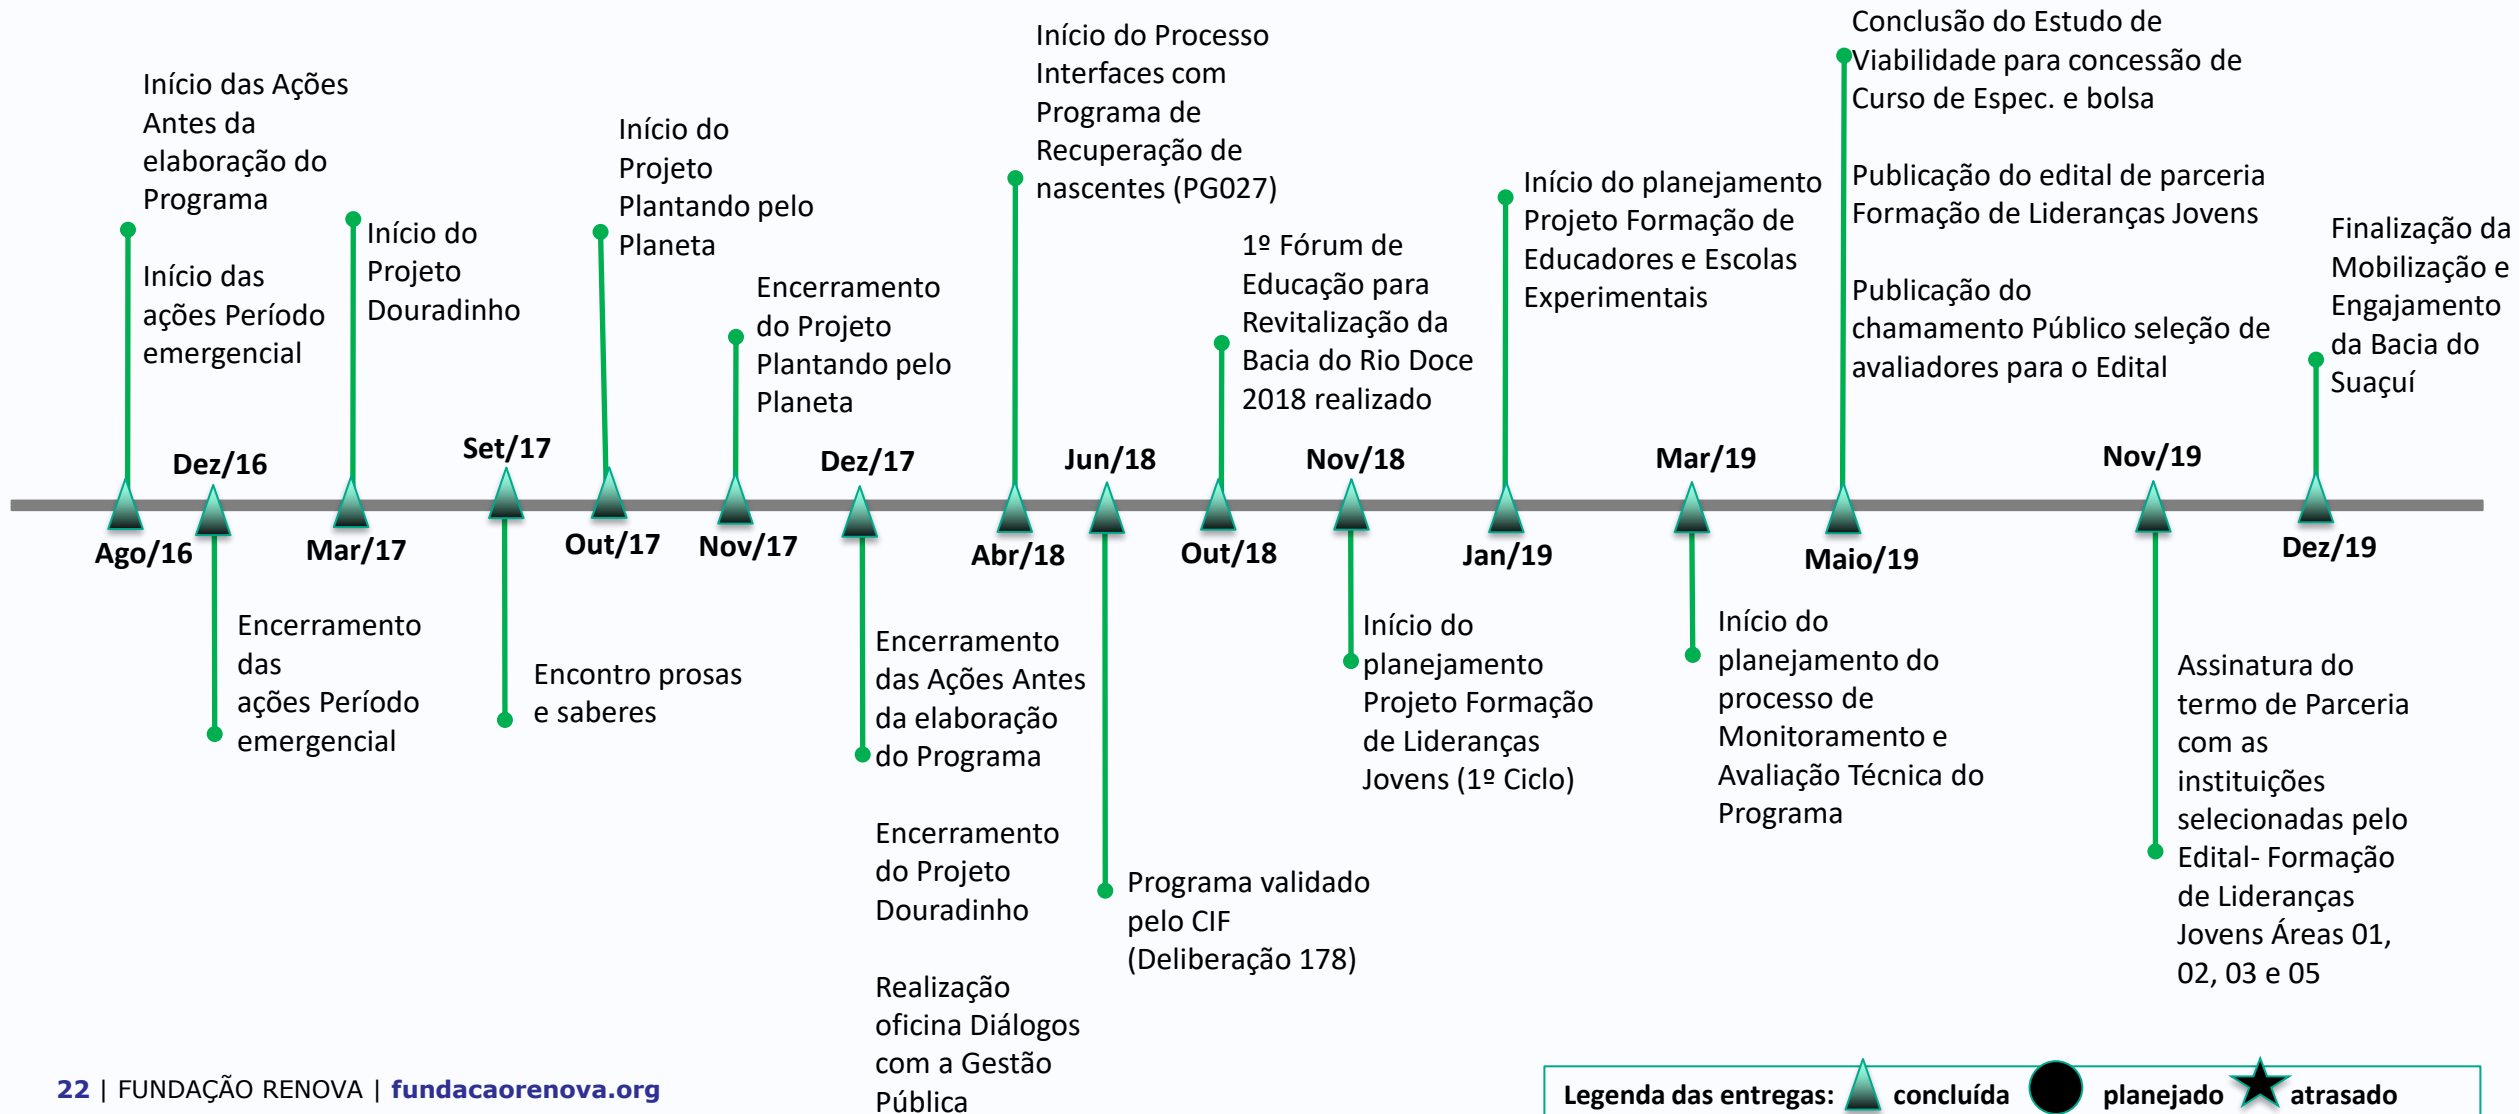 Início das Ações
Antes da
elaboração do
Programa
Início das
ações Período
emergencial
Ago/16
Dez/16
Encerramento
das
ações Período
emergencial
Início do
Projeto
Douradinho
Mar/17
Set/17
Encontro prosas
e saberes
Início do
Projeto
Plantando pelo
Planeta
Out/17
Encerramento
do Projeto
Plantando pelo
Planeta
Nov/17
Dez/17
Encerramento
das Ações Antes
da elaboração
do Programa
Encerramento
do Projeto
Douradinho
Realização
oficina Diálogos
com a Gestão
Pública
Início do Processo
Interfaces com
Programa de
Recuperação de
nascentes (PG027)
Abr/18
Jun/18
Programa validado
pelo CIF
(Deliberação 178)
1º Fórum de
Educação para
Revitalização da
Bacia do Rio Doce
2018 realizado
Out/18
Nov/18
Início do
planejamento
Projeto Formação
de Lideranças
Jovens (1º Ciclo)
Início do planejamento
Projeto Formação de
Educadores e Escolas
Experimentais
Jan/19
Mar/19
Início do
planejamento do
processo de
Monitoramento e
Avaliação Técnica do
Programa
Conclusão do Estudo de
Viabilidade para concessão de
Curso de Espec. e bolsa
Publicação do edital de parceria
Formação de Lideranças Jovens
Publicação do
chamamento Público seleção de
avaliadores para o Edital
Maio/19
Nov/19
Assinatura do
termo de Parceria
com as
instituições
selecionadas pelo
Edital- Formação
de Lideranças
Jovens Áreas 01,
02, 03 e 05
Finalização da
Mobilização e
Engajamento
da Bacia do
Suaçuí
Dez/19
22 | FUNDAÇÃO RENOVA | fundacaorenova.org
Legenda das entregas: concluída planejado atrasado